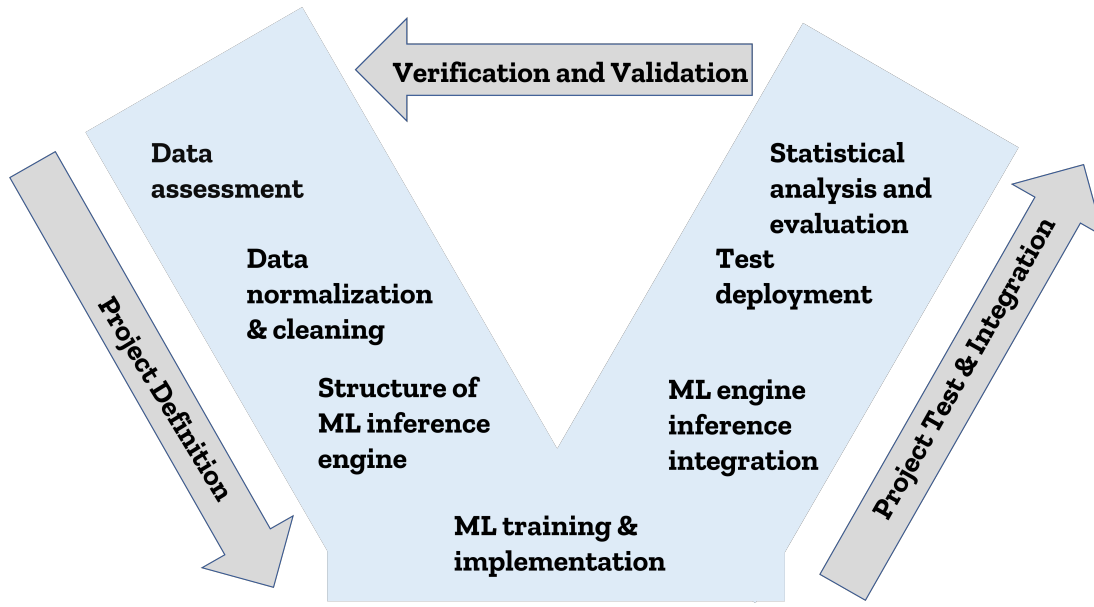 Verification and Validation
Data
assessment
Data
normalization
& cleaning
Structure of
ML inference
engine
ML training &
implementation
ML engine
inference
integration
Test
deployment
Statistical
analysis and
evaluation
Project Definition
Project Test & Integration